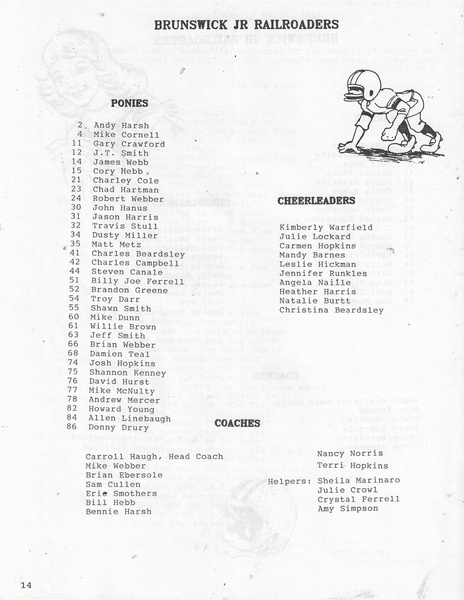 BRUNSWICK JR RAILROADERS
PONIES
2 Andy Harsh
4 Mike Cornell
11 Gary Crawford
12 J.T. Smith
14 James Webb
15 Cory Hebb
21 Charley Cole
23 Chad Hartman
24 Robert Webber
30 John Hanus
31 Jason Harris
32 Travis Stull
34 Dusty Miller
35 Matt Metz
41 Charles Beardsley
42 Charles Campbell
44 Steven Canale
51 Billy Joe Ferrell
52 Brandon Greene
54 Troy Darr
55 Shawn Smith
60 Mike Dunn
61 Willie Brown
63 Jeff Smith
66 Brian Webber
68 Damien Teal
74 Josh Hopkins
75 Shannon Kenney
76 David Hurst
77 Mike McNulty
78 Andrew Mercer
82 Howard Young
84 Allen Linebaugh
86 Donny Drury
CHEERLEADERS
Kimberly Warfield
Julie Lockard
Carmen Hopkins
Mandy Barnes
Leslie Hickman
Jennifer Runkles
Angela Naille
Heather Harris
Natalie Burtt
Christina Beardsley
COACHES
Carroll Haugh, Head Coach
Mike Webber
Brian Ebersole
Sam Cullen
Eric Smothers
Bill Hebb
Bennie Harsh
Nancy Norris
Terri Hopkins
Helpers: Sheila Marinaro
Julie Crowl
Crystal Ferrell
Amy Simpson
14